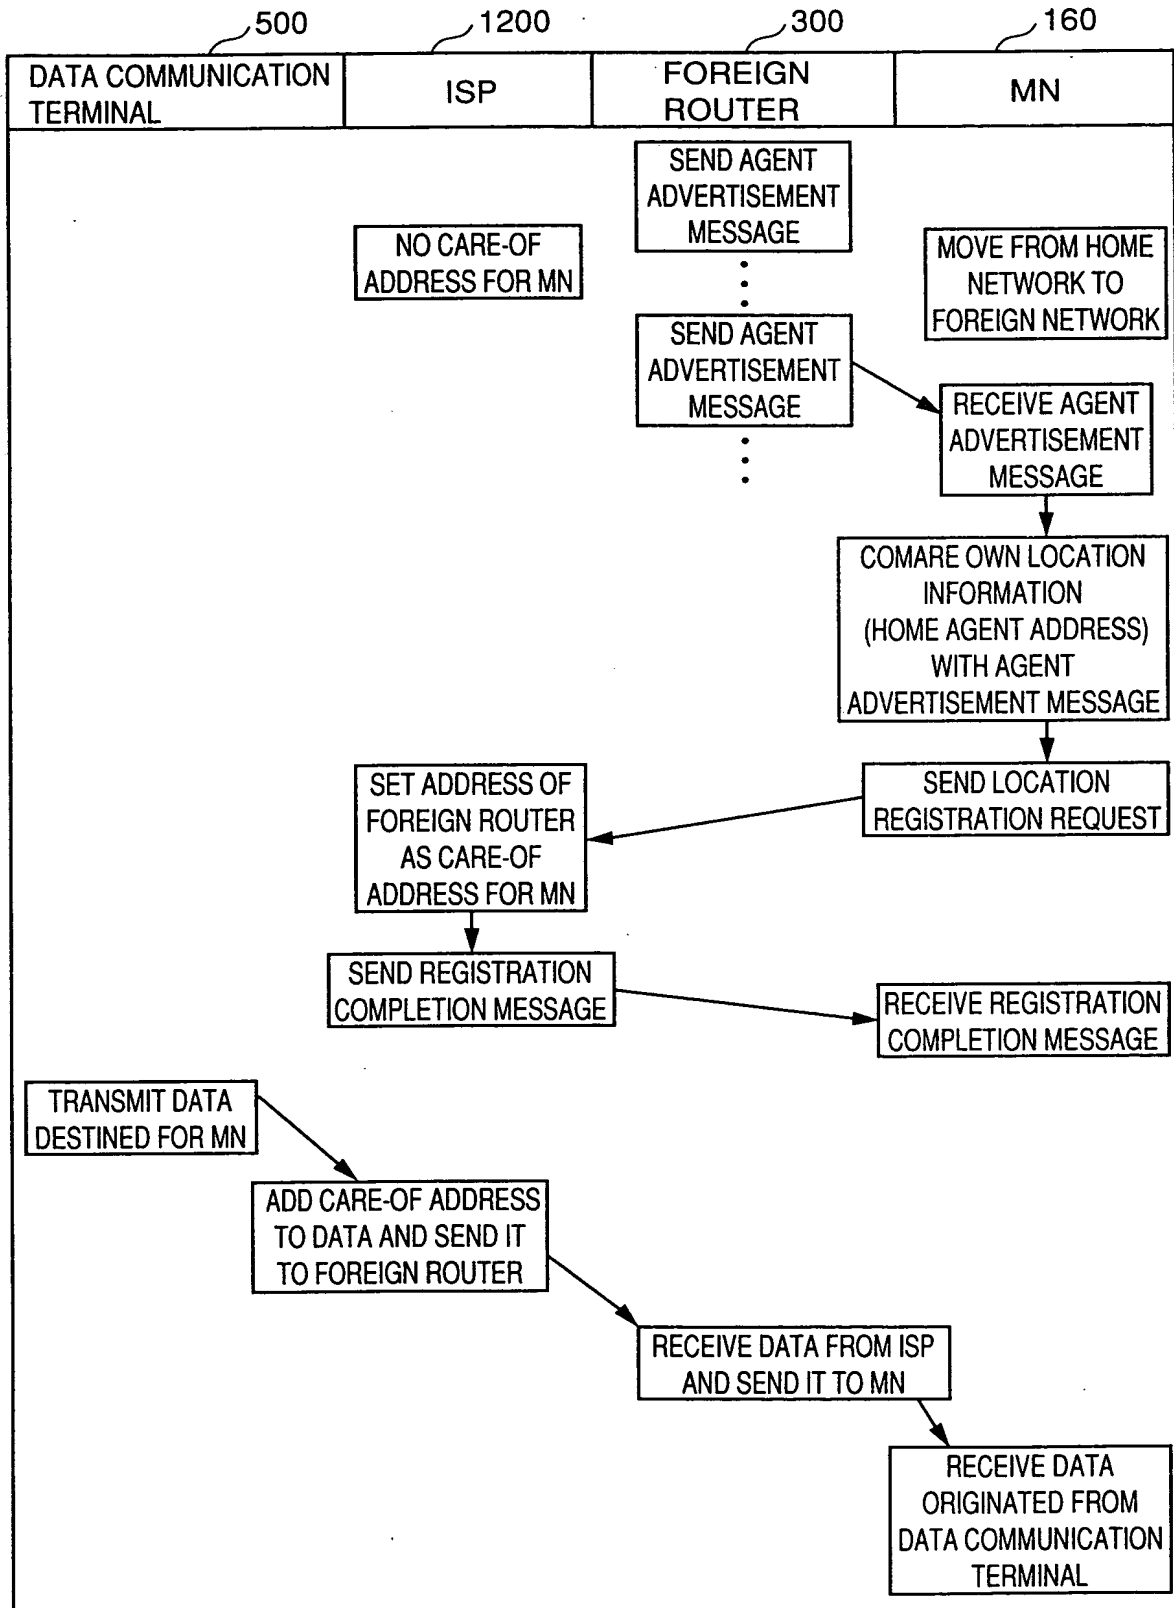 500
1200
300
160
DATA COMMUNICATION
TERMINAL
ISP
FOREIGN
ROUTER
MN
SEND AGENT
ADVERTISEMENT
MESSAGE
NO CARE-OF
ADDRESS FOR MN
MOVE FROM HOME
NETWORK TO
FOREIGN NETWORK
SEND AGENT
ADVERTISEMENT
MESSAGE
RECEIVE AGENT
ADVERTISEMENT
MESSAGE
COMARE OWN LOCATION
INFORMATION
(HOME AGENT ADDRESS)
WITH AGENT
ADVERTISEMENT MESSAGE
SEND LOCATION
REGISTRATION REQUEST
SET ADDRESS OF
FOREIGN ROUTER
AS CARE-OF
ADDRESS FOR MN
SEND REGISTRATION
COMPLETION MESSAGE
RECEIVE REGISTRATION
COMPLETION MESSAGE
TRANSMIT DATA
DESTINED FOR MN
ADD CARE-OF ADDRESS
TO DATA AND SEND IT
TO FOREIGN ROUTER
RECEIVE DATA FROM ISP
AND SEND IT TO MN
RECEIVE DATA
ORIGINATED FROM
DATA COMMUNICATION
TERMINAL